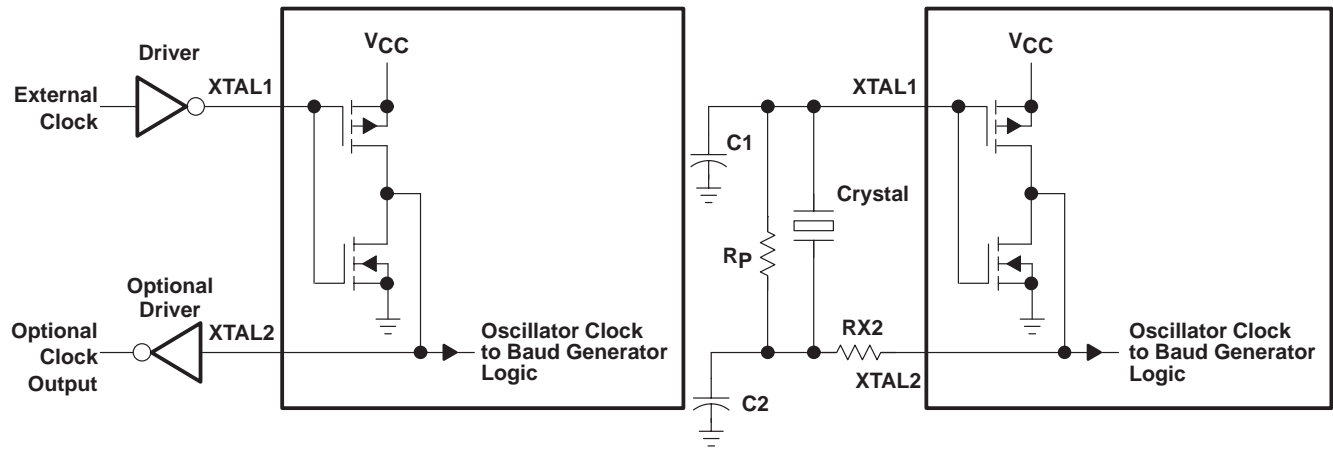 Driver
VCC
XTAL1
External
Clock
Optional
Driver
XTAL2
Optional
Clock
Output
Oscillator Clock
to Baud Generator
Logic
VCC
XTAL1
C1
Crystal
RP
RX2
XTAL2
C2
Oscillator Clock
to Baud Generator
Logic